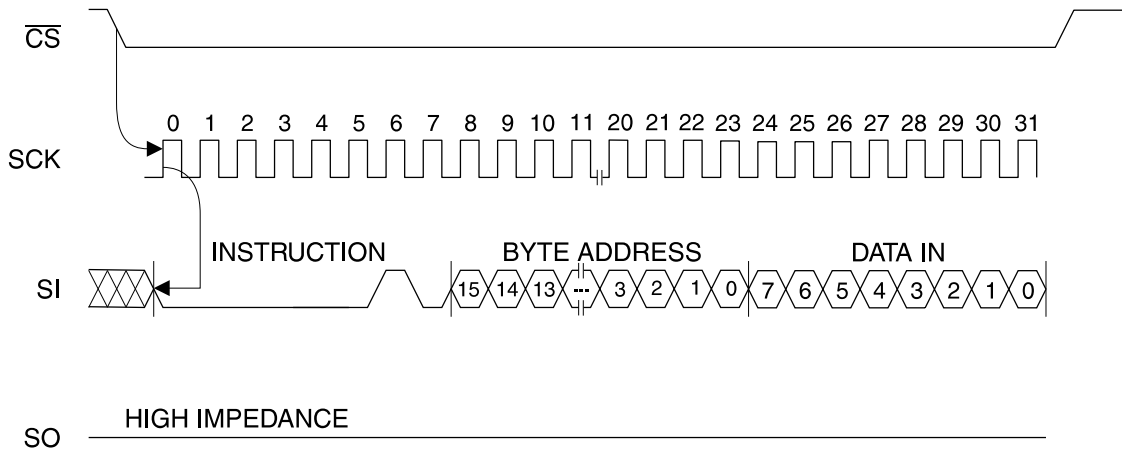 CS
0 1 2 3 4 5 6 7 8 9 10 11 20 21 22 23 24 25 26 27 28 29 30 31
SCK
INSTRUCTION BYTE ADDRESS DATA IN
SI 15 14 13 --- 3 2 1 0 7 6 5 4 3 2 1 0
HIGH IMPEDANCE
SO